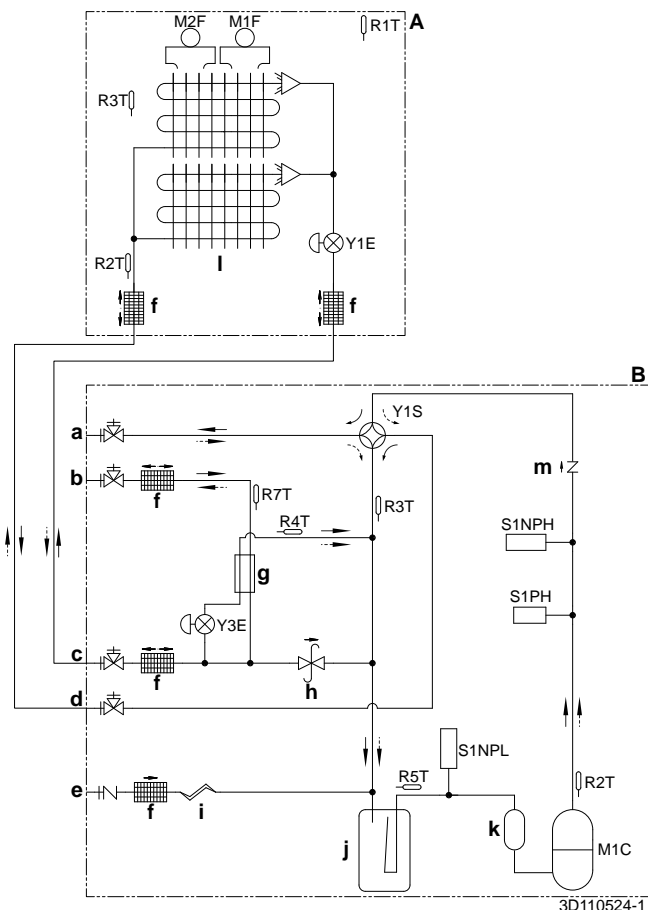 M2F M1F
R1T A
R3T
Y1E
R2T
l
f f
B
a Y1S
m
b
f R7T R3T
R4T
S1NPH
g
S1PH
Y3E
c
f h
d
S1NPL
e R5T R2T
f i k
j M1C
3D110524-1